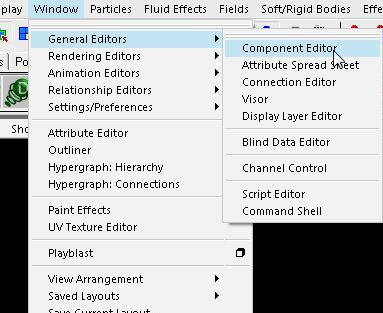 play Window Particles Fluid Effects Fields Soft/Rigid Bodies Effe
General Editors
Rendering Editors
Animation Editors
Relationship Editors
Settings/Preferences
Attribute Editor
Outliner
Hypergraph: Hierarchy
Hypergraph: Connections
Paint Effects
UV Texture Editor
Playblast
View Arrangement
Saved Layouts
Save Current Layout
Component Editor
Attribute Spread Sheet
Connection Editor
Visor
Display Layer Editor
Blind Data Editor
Channel Control
Script Editor
Command Shell
s
Po
Sho